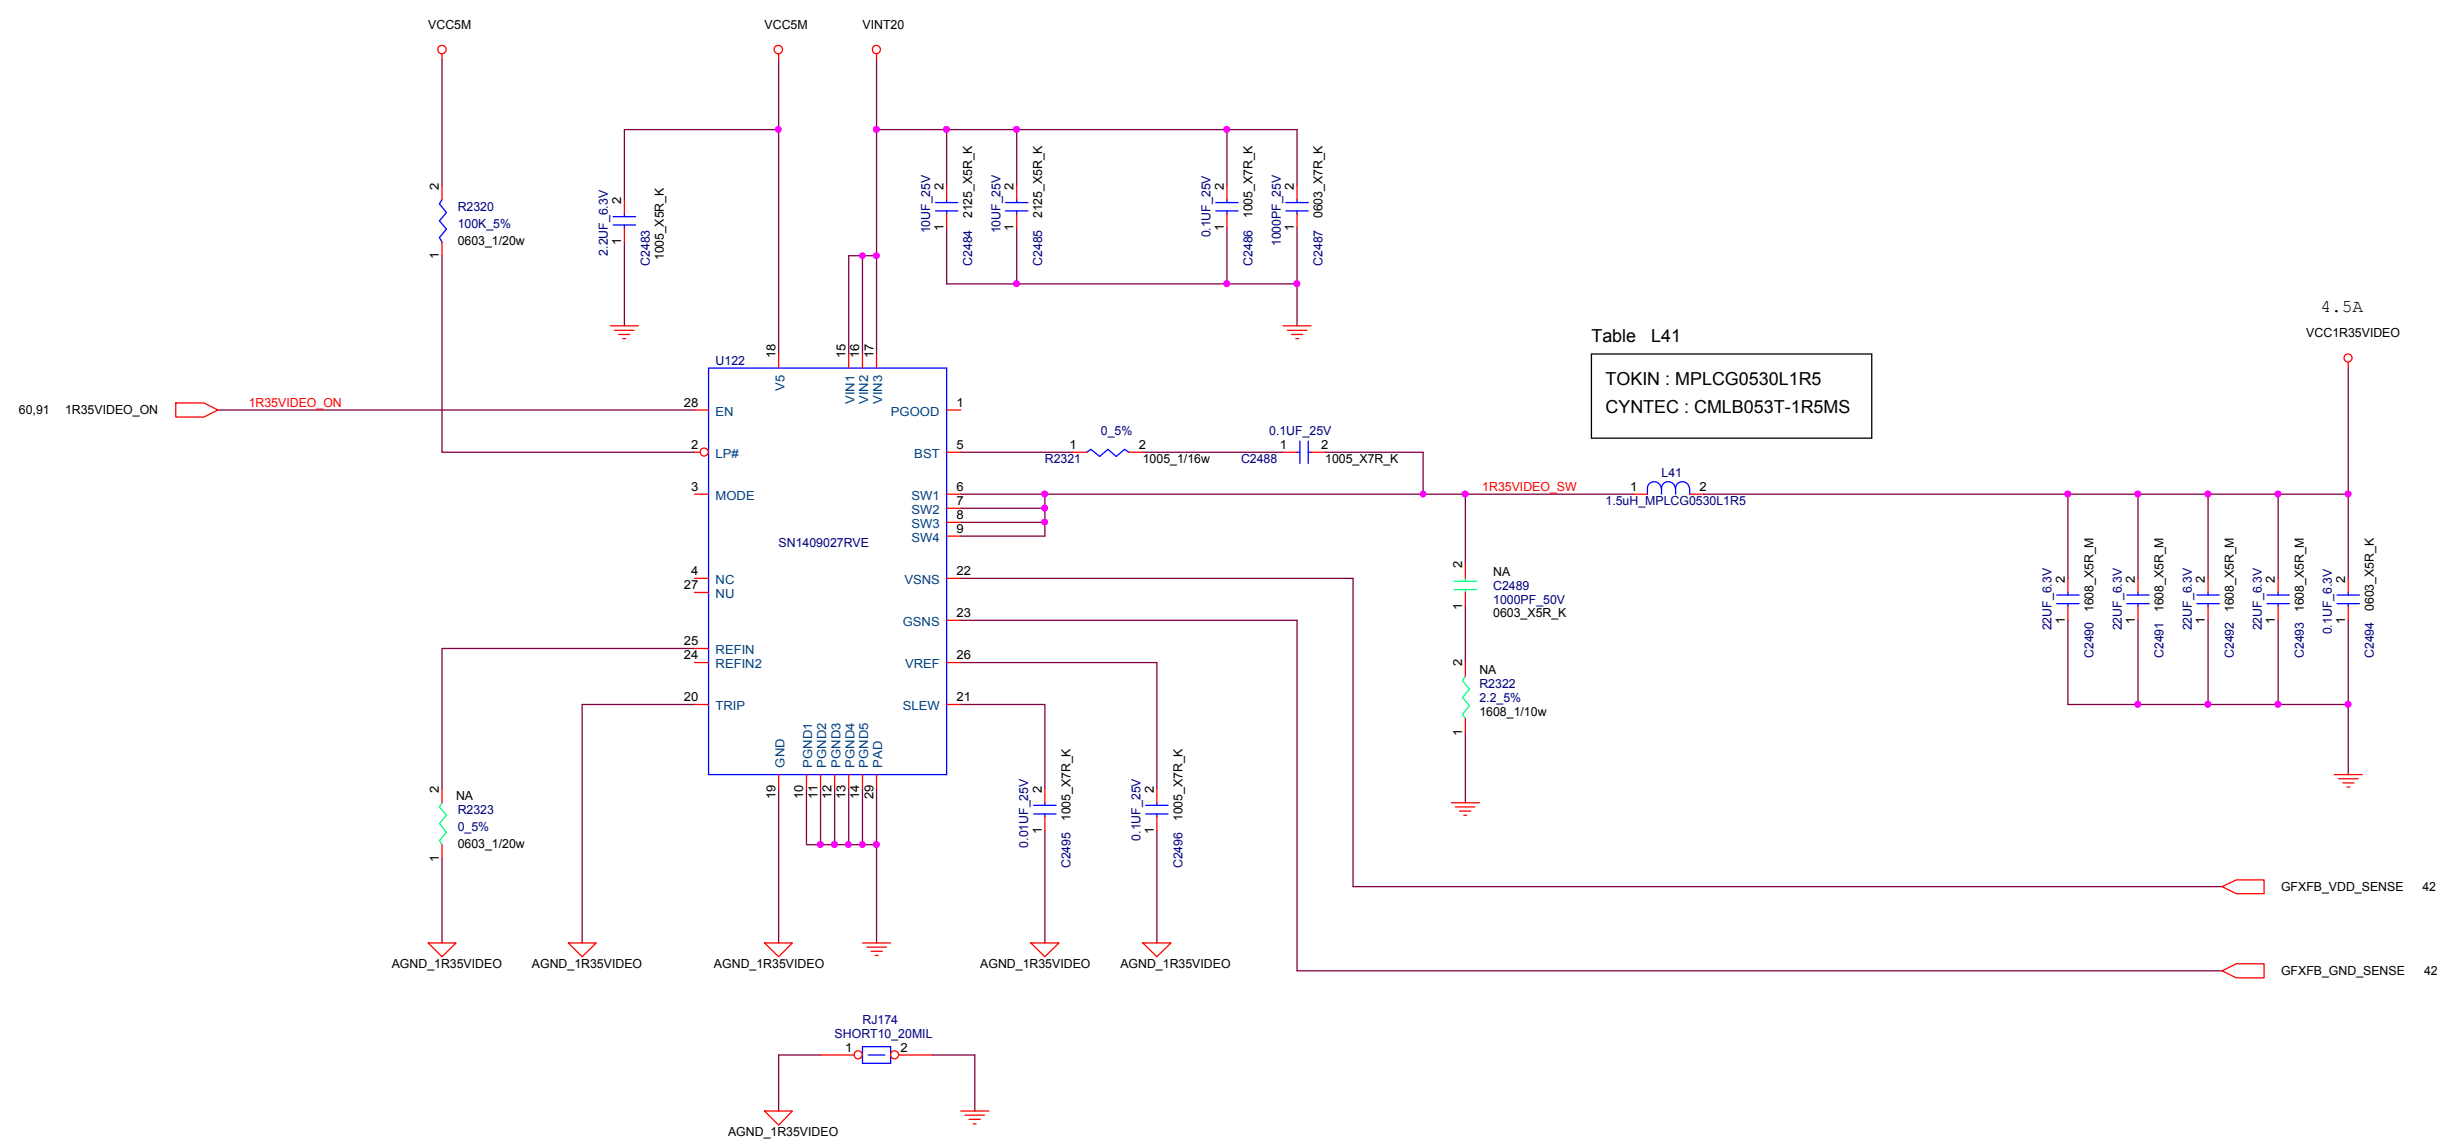 VCC5M
VCC5M
VINT20
2
R2320
100K_5%
0603_1/20w
1
2.2UF_6.3V
2
1
C2483
1005_X5R_K
10UF_25V
2
1
2125_X5R_K
C2484
10UF_25V
2
1
2125_X5R_K
C2485
0.1UF_25V
2
1
1005_X7R_K
C2486
1000PF_25V
2
1
0603_X7R_K
C2487
4.5A
VCC1R35VIDEO
Table L41
TOKIN : MPLCG0530L1R5
CYNTEC : CMLB053T-1R5MS
U122
18
15
16
17
V5
VIN1
VIN2
VIN3
60,91 1R35VIDEO_ON
1R35VIDEO_ON
28
EN
PGOOD
1
2
LP#
BST
5
1
R2321
0_5%
2
1005_1/16w
0.1UF_25V
1
C2488
2
1005_X7R_K
3
MODE
SW1
6
SW2
7
SW3
8
SW4
9
1R35VIDEO_SW
L41
1
2
1.5uH_MPLCG0530L1R5
SN1409027RVE
4
NC
27
NU
VSNS
22
GSNS
23
25
REFIN
24
REFIN2
VREF
26
20
TRIP
SLEW
21
2
NA
C2489
1000PF_50V
1
0603_X5R_K
2
NA
R2322
2.2_5%
1608_1/10w
1
22UF_6.3V
2
1
1608_X5R_M
C2490
22UF_6.3V
2
1
1608_X5R_M
C2491
22UF_6.3V
2
1
1608_X5R_M
C2492
22UF_6.3V
2
1
1608_X5R_M
C2493
0.1UF_6.3V
2
1
0603_X5R_K
C2494
GND
PGND1
PGND2
PGND3
PGND4
PGND5
PAD
19
10
11
12
13
14
29
2
NA
R2323
0_5%
0603_1/20w
1
0.01UF_25V
2
1
1005_X7R_K
C2495
0.1UF_25V
2
1
1005_X7R_K
C2496
GFXFB_VDD_SENSE 42
GFXFB_GND_SENSE 42
AGND_1R35VIDEO
AGND_1R35VIDEO
AGND_1R35VIDEO
AGND_1R35VIDEO
AGND_1R35VIDEO
RJ174
SHORT10_20MIL
1
2
AGND_1R35VIDEO